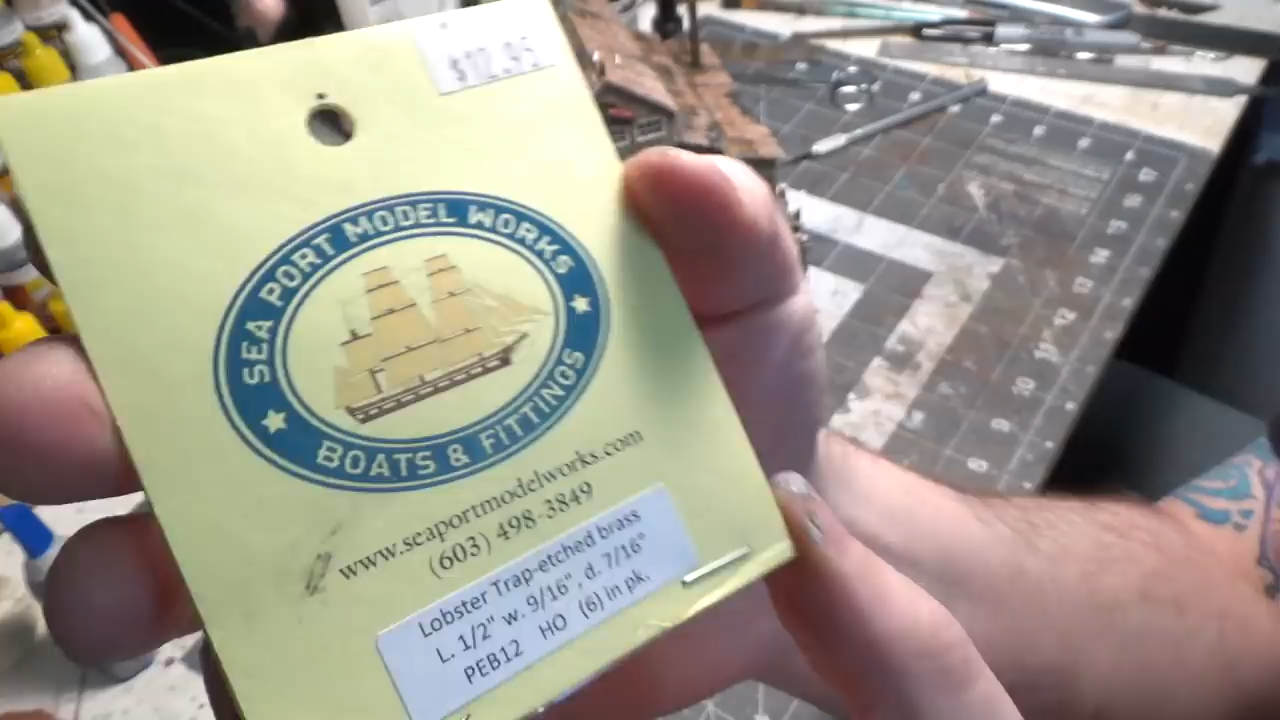 $12.95
SEA PORT MODEL WORKS
BOATS & FITTINGS
www.seaportmodelworks.com
(603) 498-3849
Lobster Trap-etched brass
L. 1/2" w. 9/16", d. 7/16"
PEB12 HO (6) in pk.